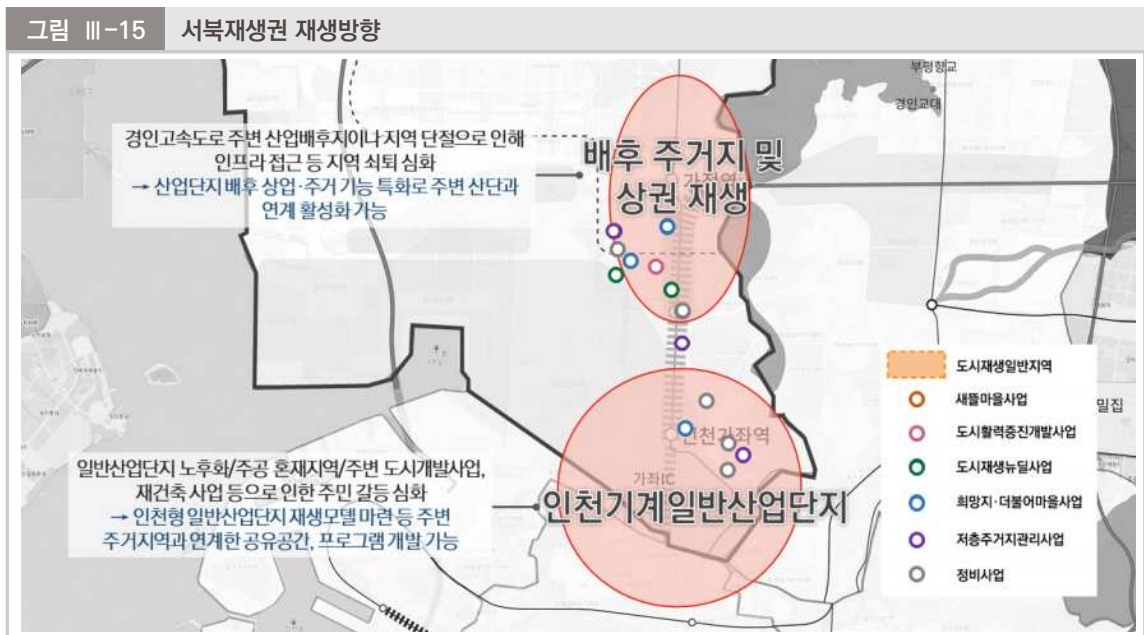 그림 Ⅲ-15 서북재생권 재생방향
부평향교
경인교대
경인고속도로 주변 산업배후지이나 지역 단절로 인해
인프라 접근 등 지역 쇠퇴 심화
→ 산업단지 배후 상업·주거 기능 특화로 주변 산단과
연계 활성화 가능
배후 주거지 및
상권 재생
가정역
도시재생일반지역
새뜰마을사업
밀집
도시활력증진개발사업
도시재생뉴딜사업
희망지·더불어마을사업
저층주거지관리사업
정비사업
인천가좌역
가좌IC
인천기계일반산업단지
일반산업단지 노후화/주공 혼재지역/주변 도시개발사업,
재건축 사업 등으로 인한 주민 갈등 심화
→ 인천형 일반산업단지 재생모델 마련 등 주변
주거지역과 연계한 공유공간, 프로그램 개발 가능